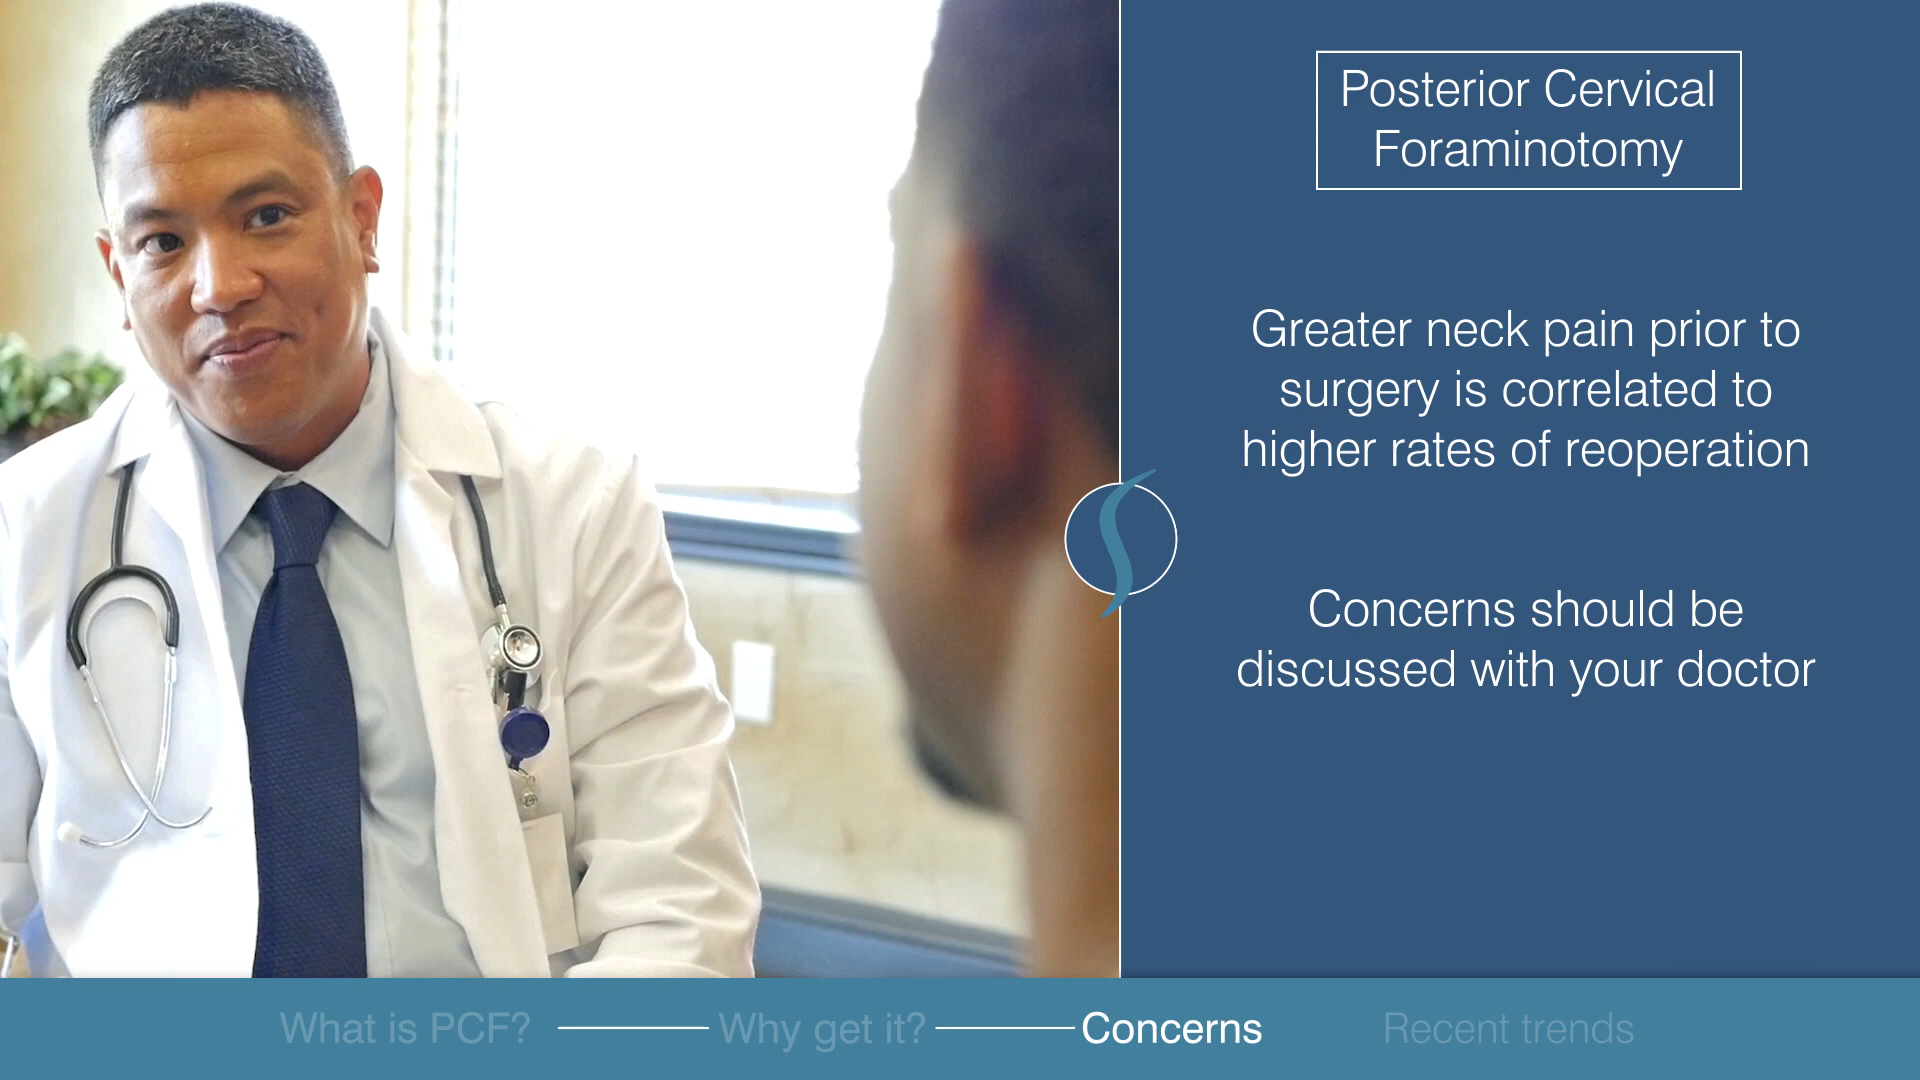 Posterior Cervical
Foraminotomy
Greater neck pain prior to
surgery is correlated to
higher rates of reoperation
Concerns should be
discussed with your doctor
What is PCF?
Why get it?
Concerns
Recent trends